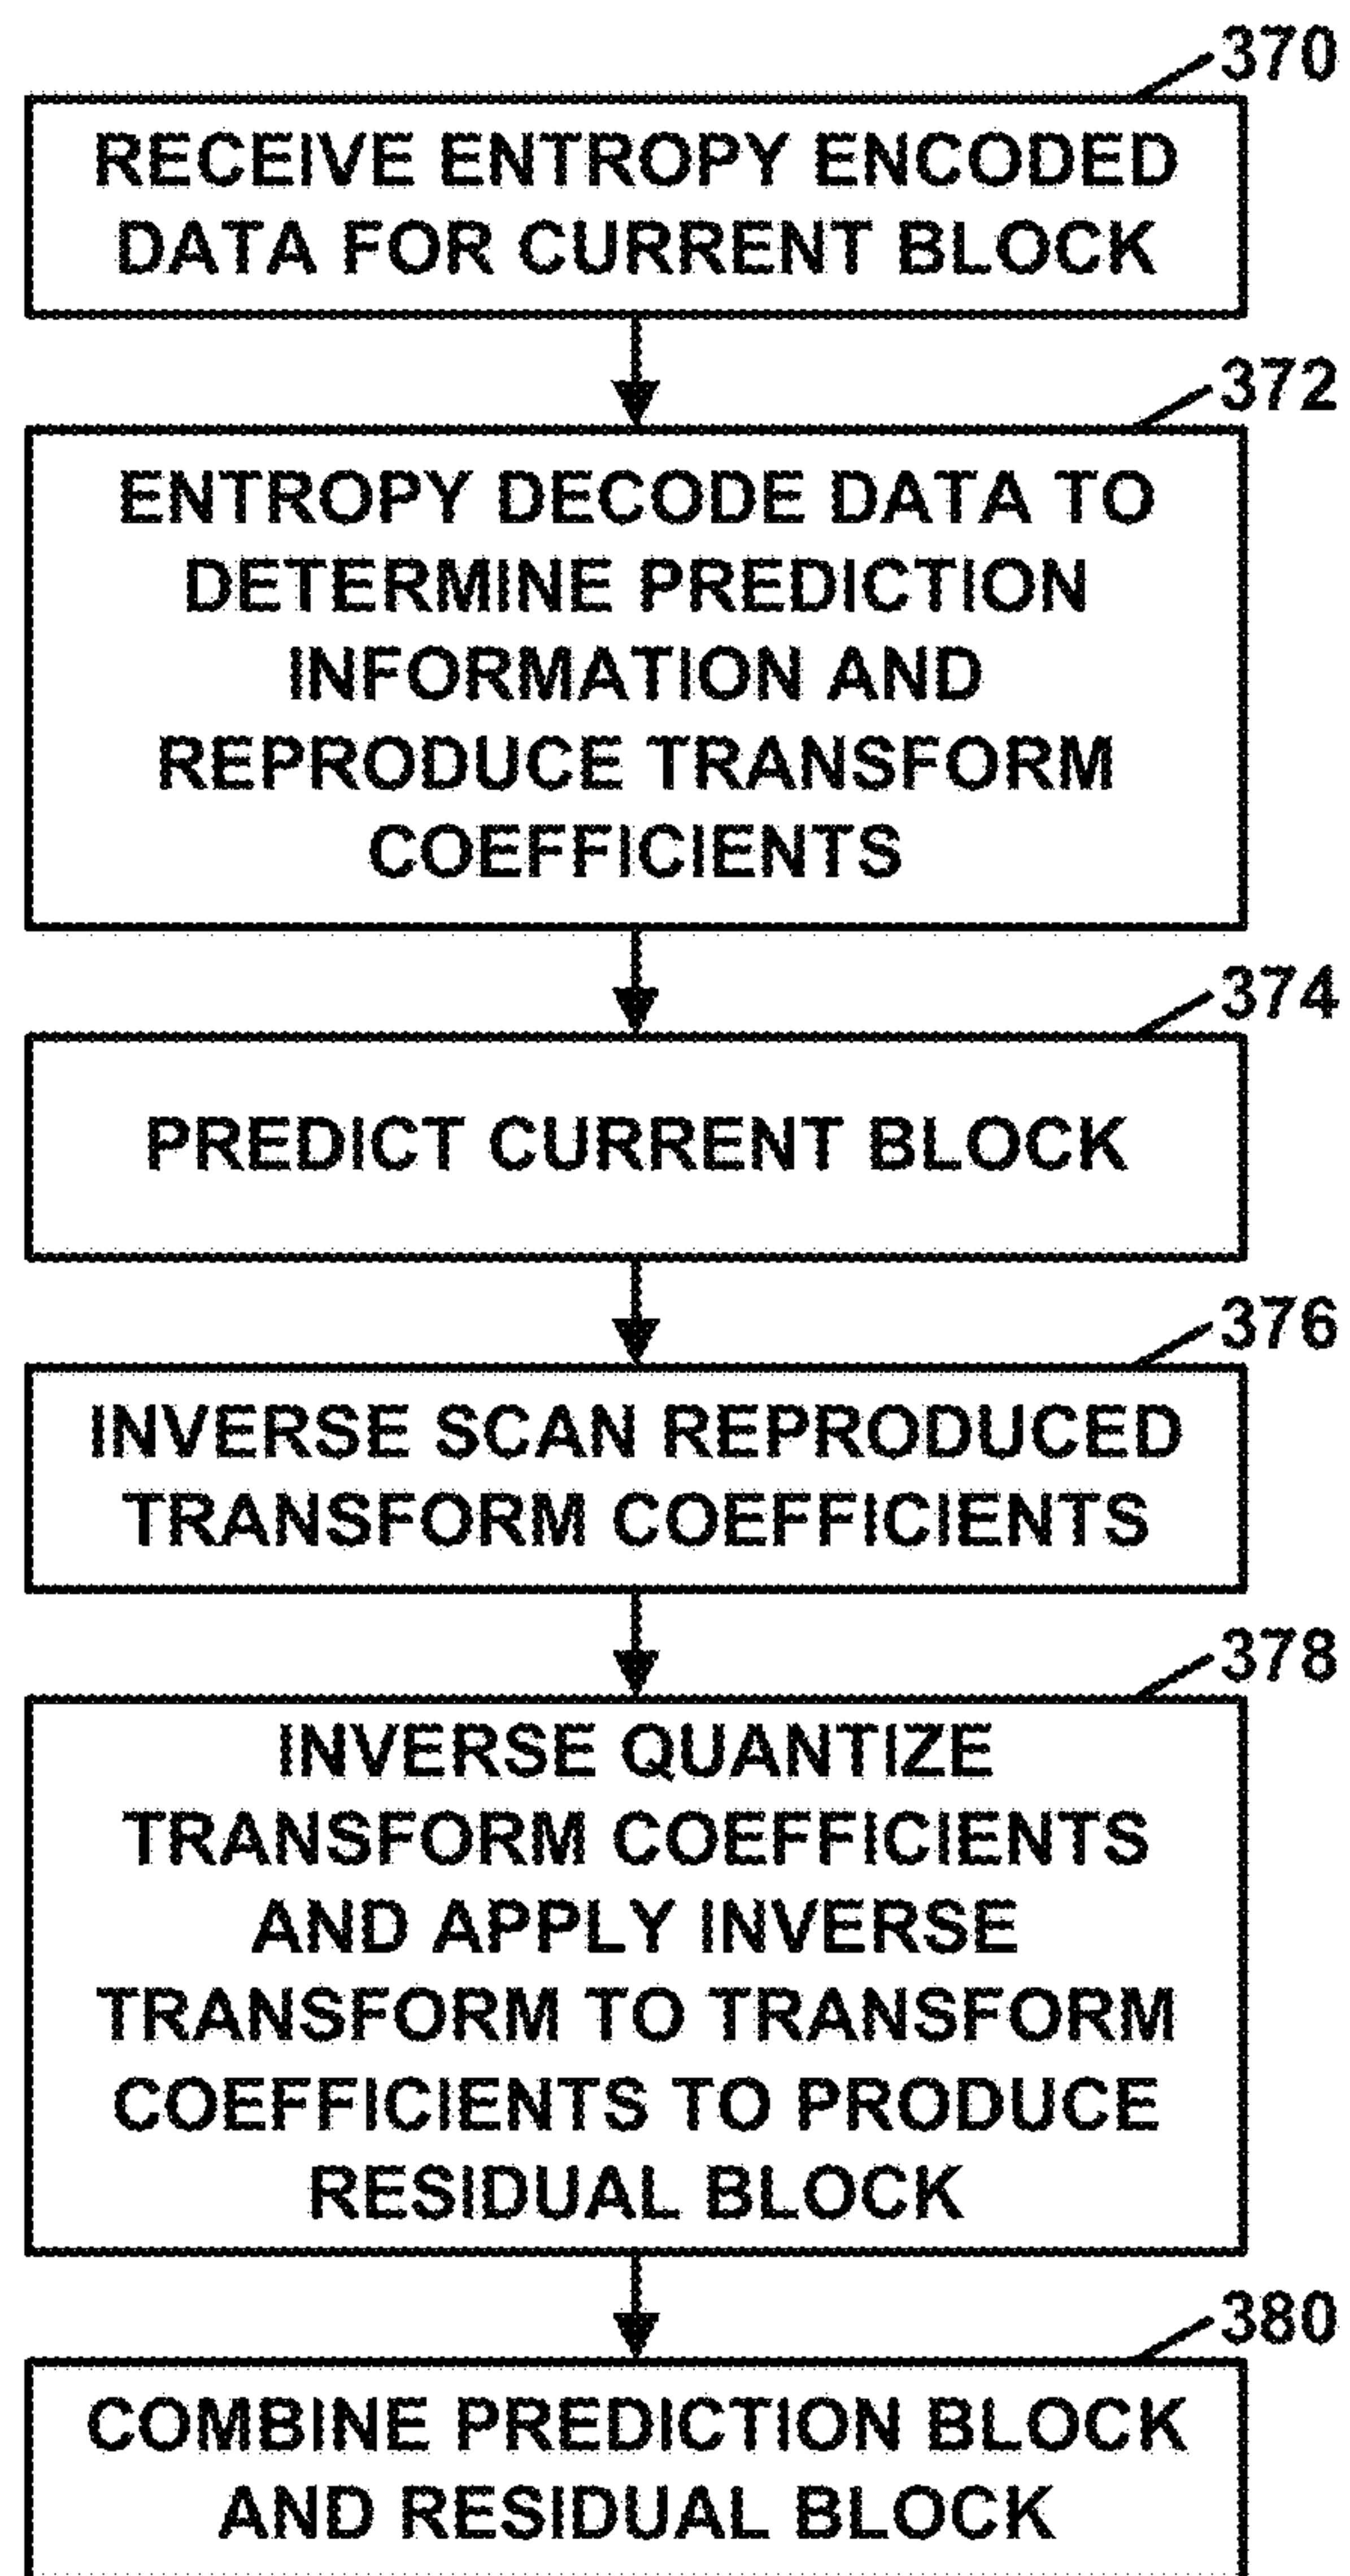 370
RECEIVE ENTROPY ENCODED
DATA FOR CURRENT BLOCK
372
ENTROPY DECODE DATA TO
DETERMINE PREDICTION
INFORMATION AND
REPRODUCE TRANSFORM
COEFFICIENTS
374
PREDICT CURRENT BLOCK
376
INVERSE SCAN REPRODUCED
TRANSFORM COEFFICIENTS
378
INVERSE QUANTIZE
TRANSFORM COEFFICIENTS
AND APPLY INVERSE
TRANSFORM TO TRANSFORM
COEFFICIENTS TO PRODUCE
RESIDUAL BLOCK
380
COMBINE PREDICTION BLOCK
AND RESIDUAL BLOCK